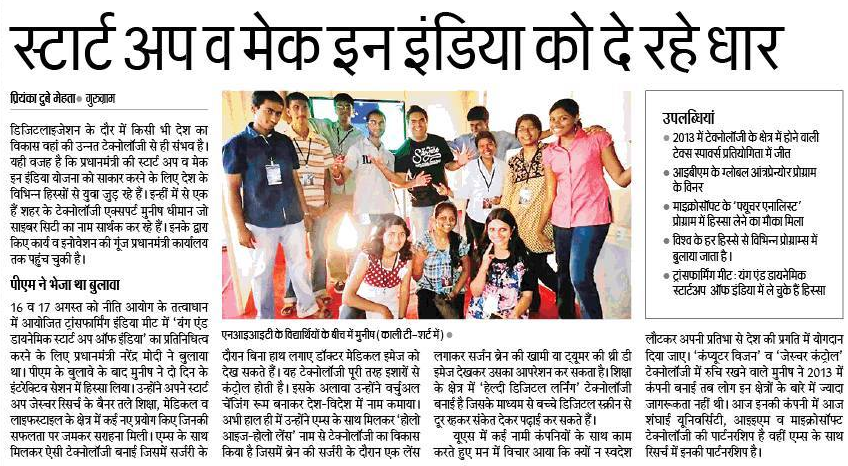 स्टार्ट अप व मेक इन इंडिया को दे रहे धार
प्रियंका दुबे मेहता● गुरुग्राम
डिजिटलाइजेशन के दौर में किसी भी देश का
विकास वहां की उन्नत टेक्नोलॉजी से ही संभव है।
यही वजह है कि प्रधानमंत्री की स्टार्ट अप व मेक
इन इंडिया योजना को साकार करने के लिए देश के
विभिन्न हिस्सों से युवा जुड़ रहे हैं। इन्हीं में से एक
हैं शहर के टेक्नोलॉजी एक्सपर्ट मुनीष धीमान जो
साइबर सिटी का नाम सार्थक कर रहे हैं। इनके द्वारा
किए कार्य व इनोवेशन की गूंज प्रधानमंत्री कार्यालय
तक पहुंच चुकी है।
पीएम ने भेजा था बुलावा
16 व 17 अगस्त को नीति आयोग के तत्वाधान
में आयोजित ट्रांसफार्मिंग इंडिया मीट में 'यंग एंड
डायनेमिक स्टार्ट अप ऑफ इंडिया' का प्रतिनिधित्व
करने के लिए प्रधानमंत्री नरेंद्र मोदी ने बुलाया
था। पीएम के बुलावे के बाद मुनीष ने दो दिन के
इंटरेक्टिव सेशन में हिस्सा लिया। उन्होंने अपने स्टार्ट
अप जेस्चर रिसर्च के बैनर तले शिक्षा, मेडिकल व
लाइफस्टाइल के क्षेत्र में कई नए प्रयोग किए जिनकी
सफलता पर जमकर सराहना मिली। एम्स के साथ
मिलकर ऐसी टेक्नोलॉजी बनाई जिसमें सर्जरी के
एनआइआइटी के विद्यार्थियों के बीच में मुनीष ( काली टी-शर्ट में ) ●
दौरान बिना हाथ लगाए डॉक्टर मेडिकल इमेज को
देख सकते हैं। यह टेक्नोलॉजी पूरी तरह इशारों से
कंट्रोल होती है। इसके अलावा उन्होंने वर्चुअल
चेंजिंग रूम बनाकर देश-विदेश में नाम कमाया।
अभी हाल ही में उन्होंने एम्स के साथ मिलकर 'होलो
आइज-होलो लेंस' नाम से टेक्नोलॉजी का विकास
किया है जिसमें ब्रेन की सर्जरी के दौरान एक लेंस
लगाकर सर्जन ब्रेन की खामी या ट्यूमर की थ्री डी
इमेज देखकर उसका आपरेशन कर सकता है। शिक्षा
के क्षेत्र में 'हेल्दी डिजिटल लर्निंग' टेक्नोलॉजी
बनाई है जिसके माध्यम से बच्चे डिजिटल स्क्रीन से
दूर रहकर संकेत देकर पढ़ाई कर सकते हैं।
यूएस में कई नामी कंपनियों के साथ काम
करते हुए मन में विचार आया कि क्यों न स्वदेश
उपलब्धियां
● 2013 में टेक्नोलॉजी के क्षेत्र में होने वाली
टेक्स स्पार्क्स प्रतियोगिता में जीत
● आइबीएम के ग्लोबल आंत्रप्रेन्योर प्रोग्राम
के विनर
● माइक्रोसॉफ्ट के 'फ्यूचर एनालिस्ट'
प्रोग्राम में हिस्सा लेने का मौका मिला
● विश्व के हर हिस्से से विभिन्न प्रोग्राम्स में
बुलाया जाता है।
● ट्रांसफार्मिंग मीट: यंग एंड डायनेमिक
स्टार्टअप ऑफ इंडिया में ले चुके हैं हिस्सा
लौटकर अपनी प्रतिभा से देश की प्रगति में योगदान
दिया जाए। 'कंप्यूटर विजन' व 'जेस्चर कंट्रोल'
टेक्नोलॉजी में रुचि रखने वाले मुनीष ने 2013 में
कंपनी बनाई तब लोग इन क्षेत्रों के बारे में ज्यादा
जागरूकता नहीं थी। आज इनकी कंपनी में आज
शंघाई यूनिवर्सिटी, आइइएम व माइक्रोसॉफ्ट
टेक्नोलॉजी की पार्टनरशिप है वहीं एम्स के साथ
रिसर्च में इनकी पार्टनरशिप है।